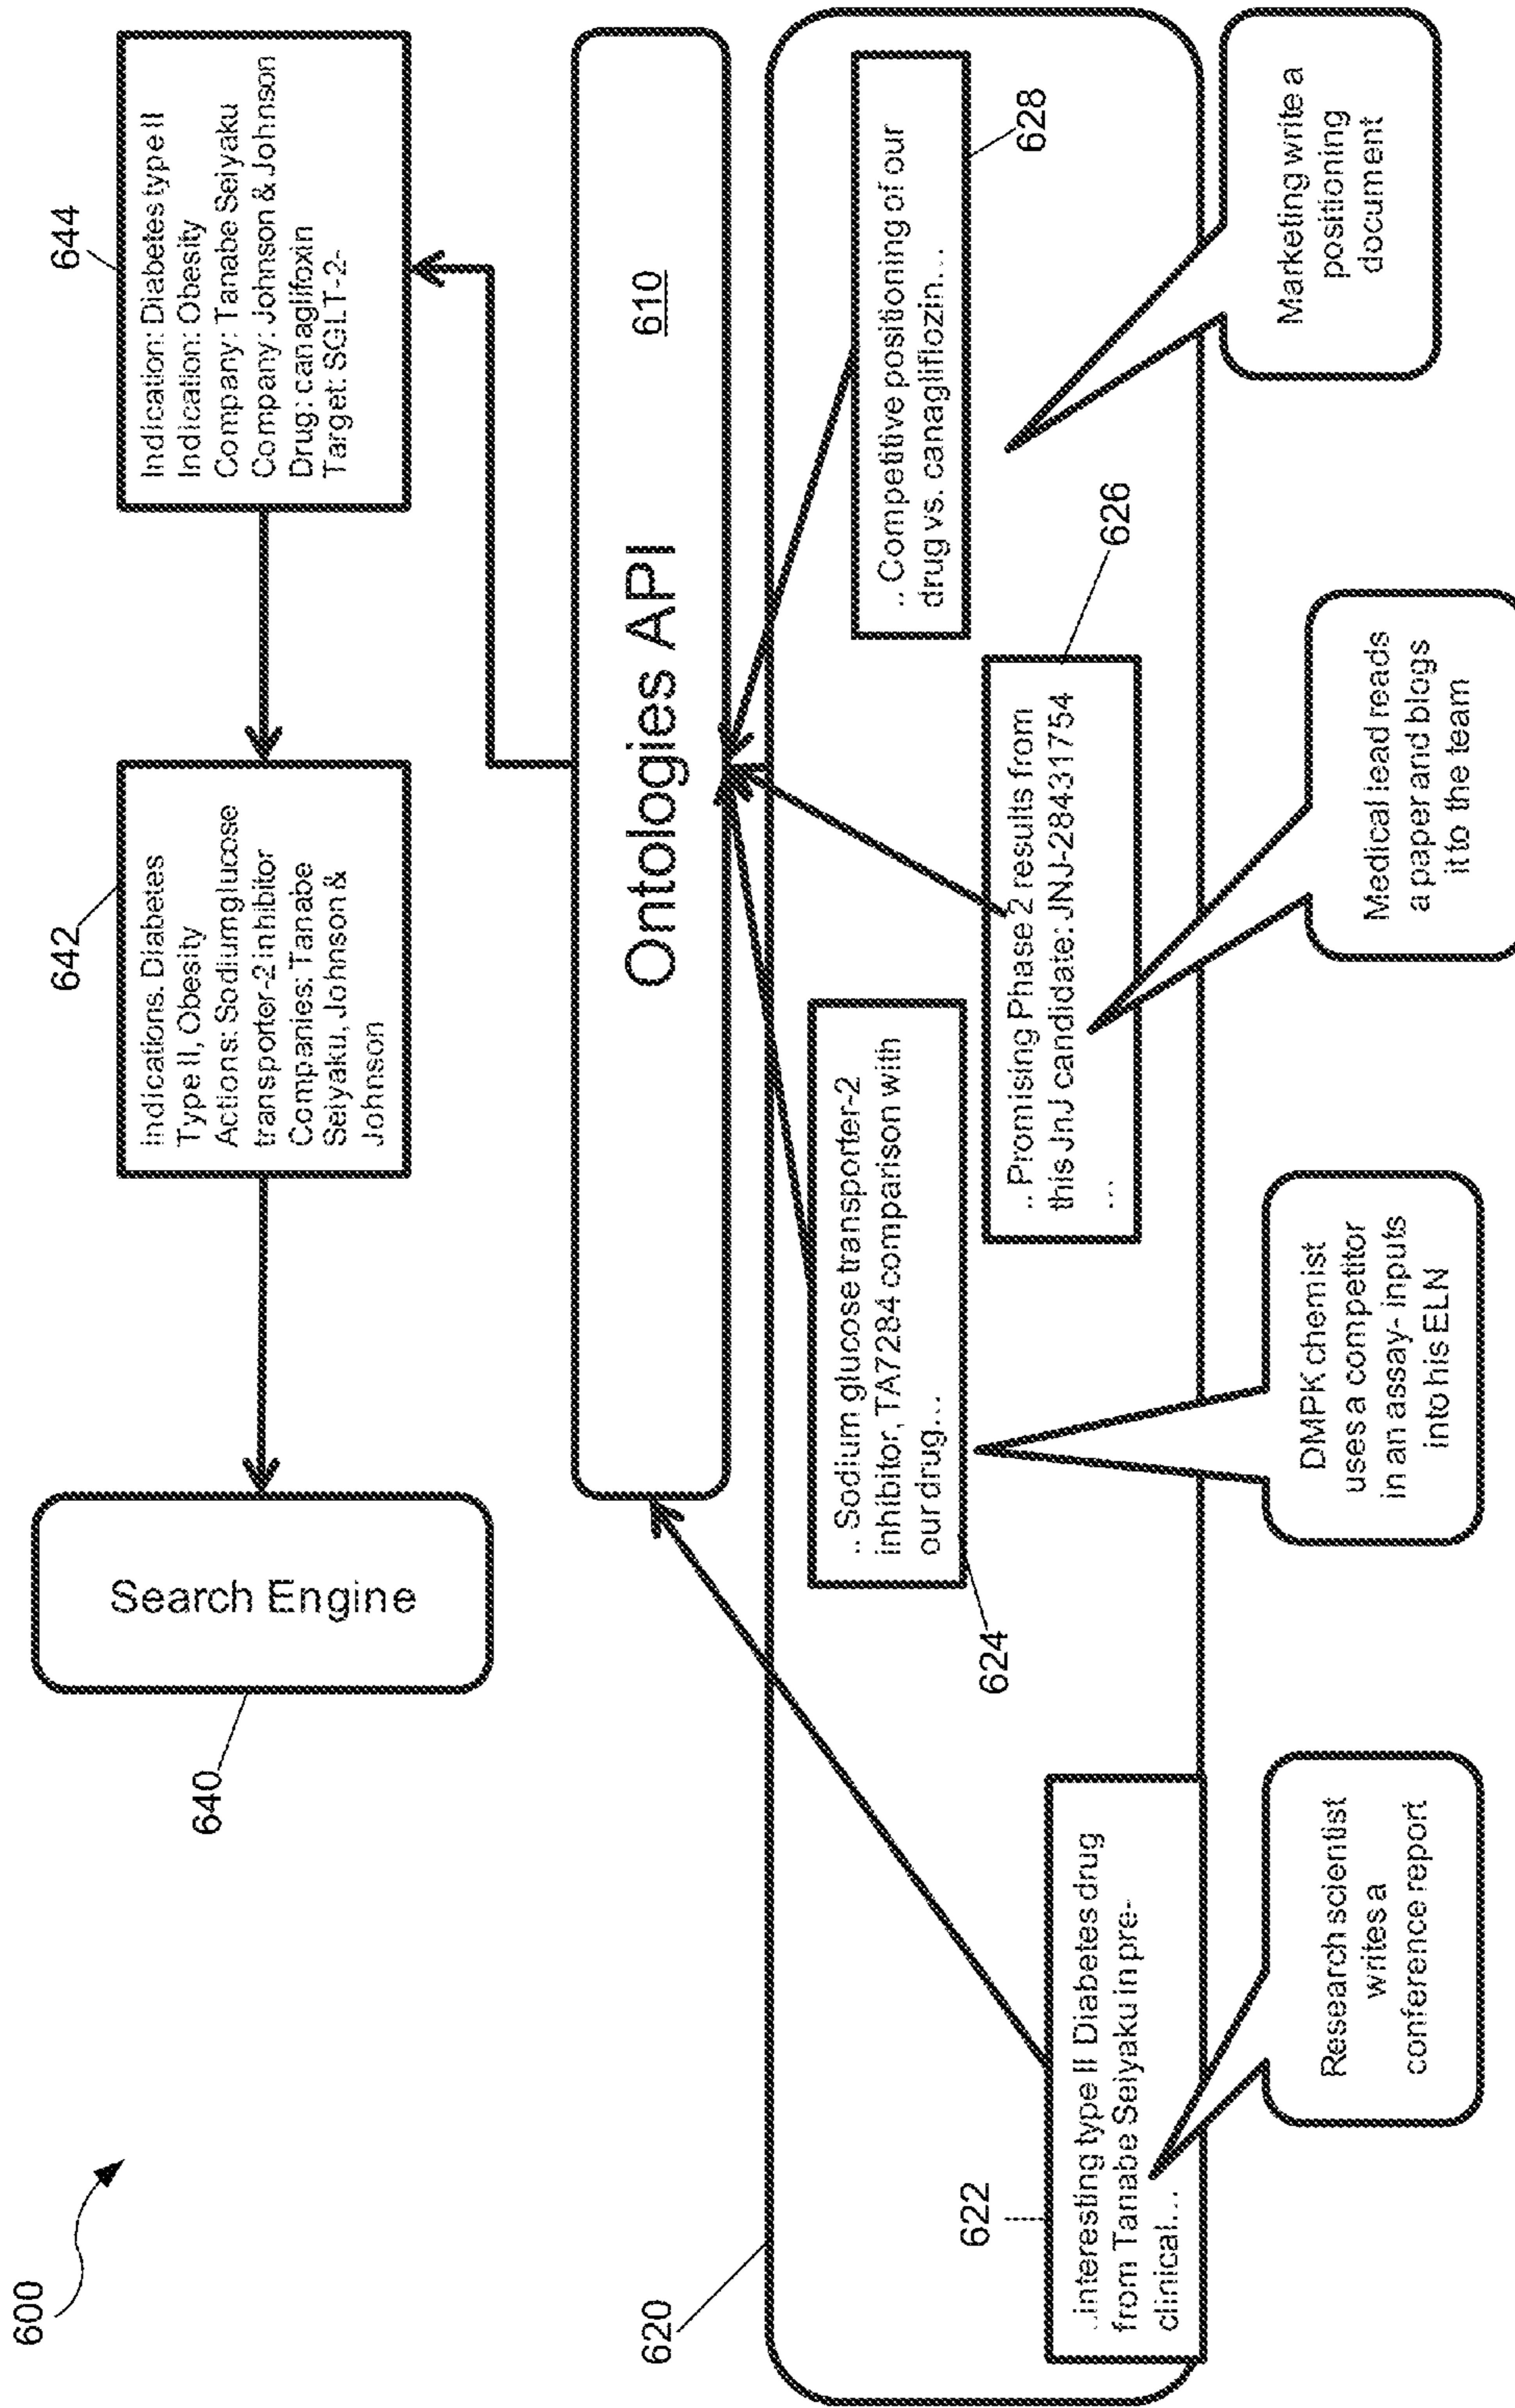 600
640
Search Engine
642
Indications. Diabetes
Type II, Obesity
Actions: Sodium glucose
transporter-2 inhibitor
Companies: Tanabe
Seiyaku, Johnson &
Johnson
644
Indication: Diabetes type II
Indication: Obesity
Company: Tanabe Seiyaku
Company: Johnson & Johnson
Drug: canaglifoxin
Target: SGLT-2-
Ontologies API
610
620
622
..interesting type II Diabetes drug
from Tanabe Seiyaku in pre-
clinical...
624
.. Sodium glucose transporter-2
inhibitor, TA7284 comparison with
our drug...
626
.. Promising Phase 2 results from
this JnJ candidate: JNJ-28431754
...
628
.. Competitive positioning of our
drug vs. canagliflozin...
Research scientist
writes a
conference report
DMPK chemist
uses a competitor
in an assay- inputs
into his ELN
Medical lead reads
a paper and blogs
it to the team
Marketing write a
positioning
document